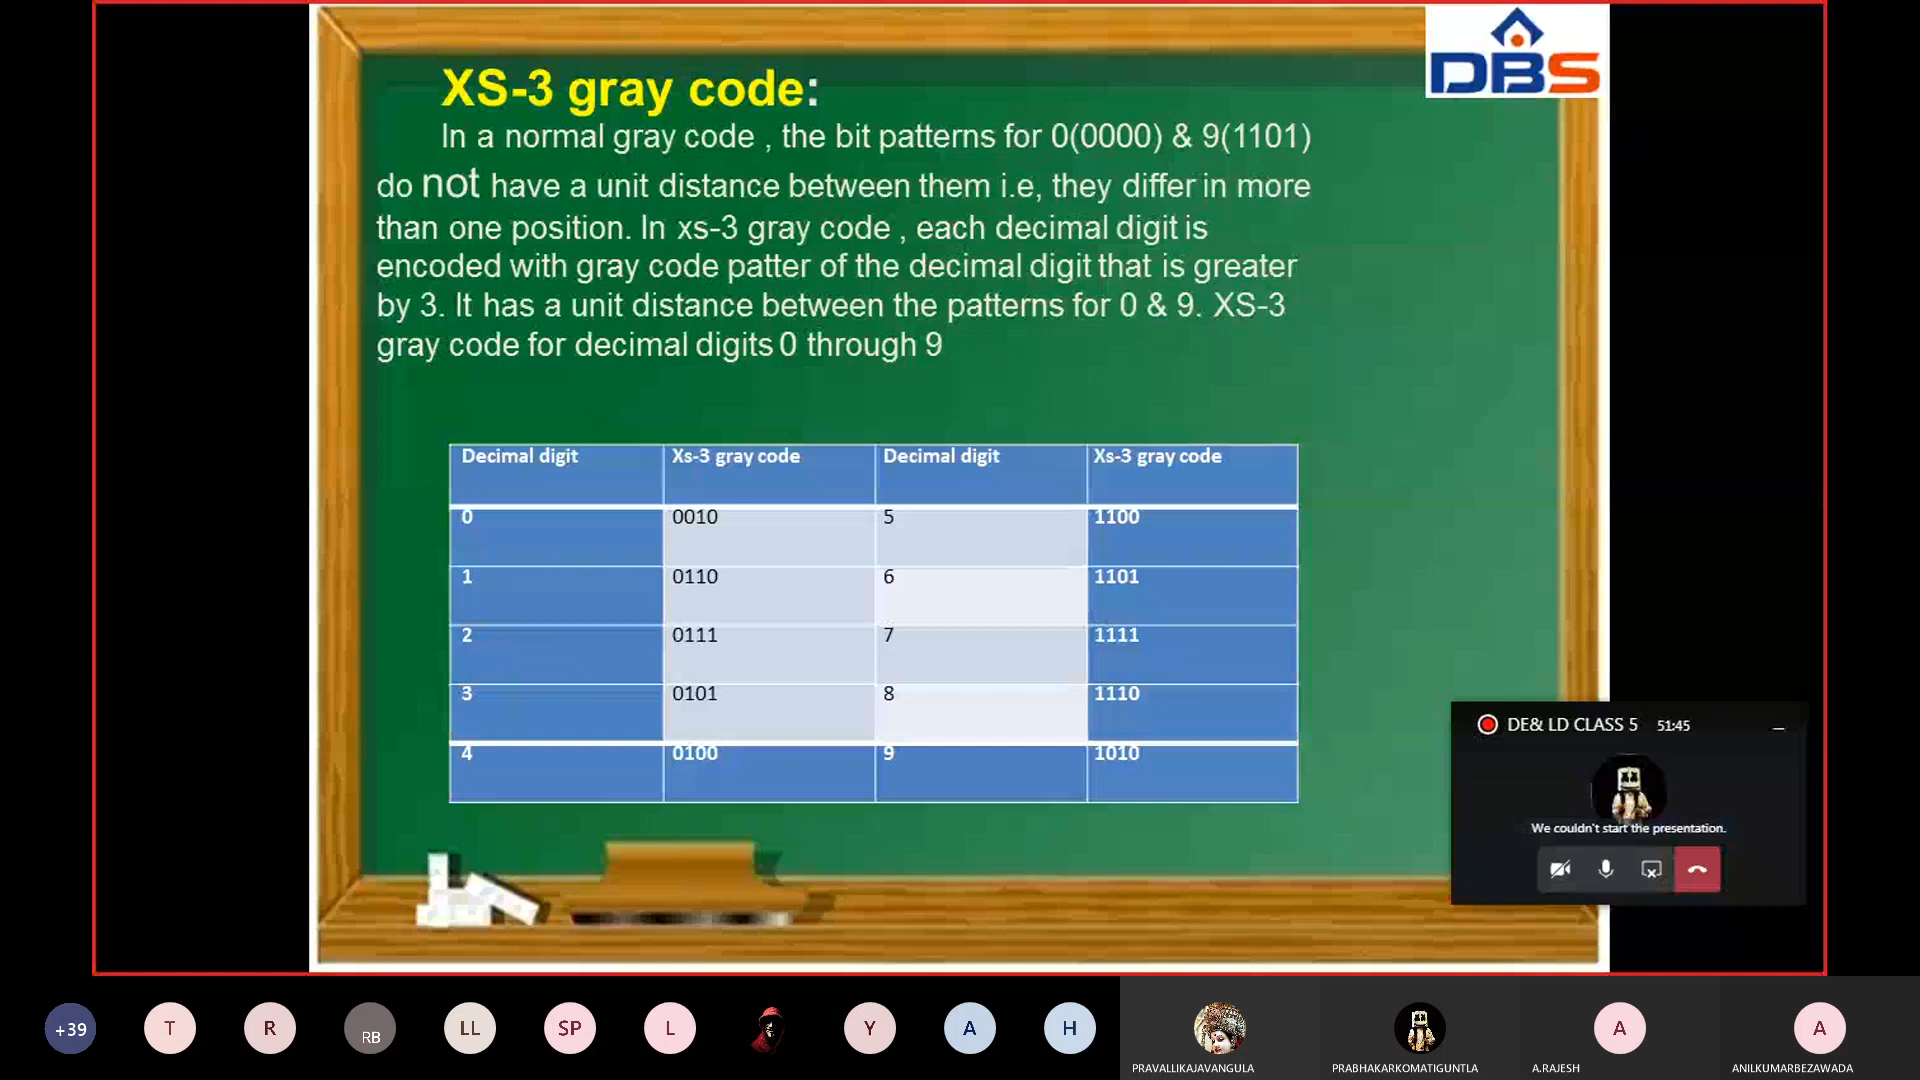 DBS
XS-3 gray code:
In a normal gray code , the bit patterns for 0(0000) & 9(1101)
do not have a unit distance between them i.e, they differ in more
than one position. In xs-3 gray code , each decimal digit is
encoded with gray code patter of the decimal digit that is greater
by 3. It has a unit distance between the patterns for 0 & 9. XS-3
gray code for decimal digits 0 through 9
Decimal digit Xs-3 gray code Decimal digit Xs-3 gray code
0 0010 5 1100
1 0110 6 1101
2 0111 7 1111
3 0101 8 1110
4 0100 9 1010
DE& LD CLASS 5 51:45
We couldn't start the presentation.
+39 T R RB LL SP L Y A H A A
PRAVALLIKAJAVANGULA PRABHAKARKOMATIGUNTLA A.RAJESH ANILKUMARBEZAWADA